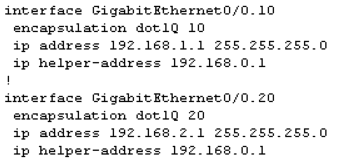 interface GigabitEthernet0/0.10
encapsulation dot1Q 10
ip address 192.168.1.1 255.255.255.0
ip helper-address 192.168.0.1
!
interface GigabitEthernet0/0.20
encapsulation dot1Q 20
ip address 192.168.2.1 255.255.255.0
ip helper-address 192.168.0.1